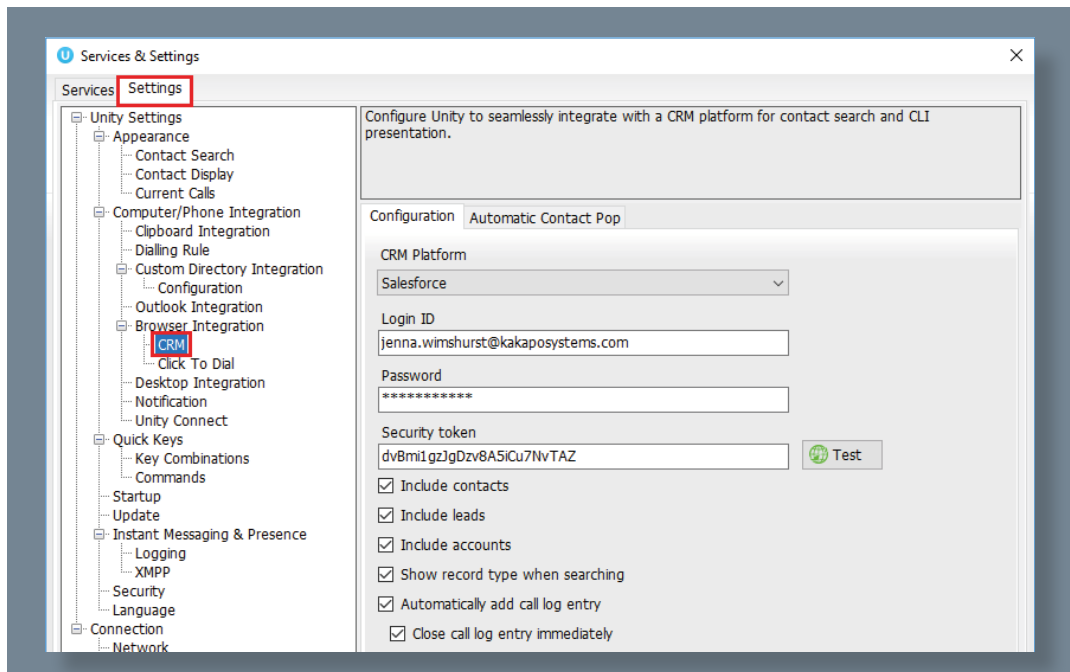 Services & Settings
Services
Settings
Unity Settings
Appearance
Contact Search
Contact Display
Current Calls
Computer/Phone Integration
Clipboard Integration
Dialling Rule
Custom Directory Integration
Configuration
Outlook Integration
Browser Integration
CRM
Click To Dial
Desktop Integration
Notification
Unity Connect
Quick Keys
Key Combinations
Commands
Startup
Update
Instant Messaging & Presence
Logging
XMPP
Security
Language
Connection
Network
Configure Unity to seamlessly integrate with a CRM platform for contact search and CLI
presentation.
Configuration
Automatic Contact Pop
CRM Platform
Salesforce
Login ID
jenna.wimshurst@kakaposystems.com
Password
***********
Security token
dvBmi1gzJgDzv8A5iCu7NvTAZ
Test
Include contacts
Include leads
Include accounts
Show record type when searching
Automatically add call log entry
Close call log entry immediately